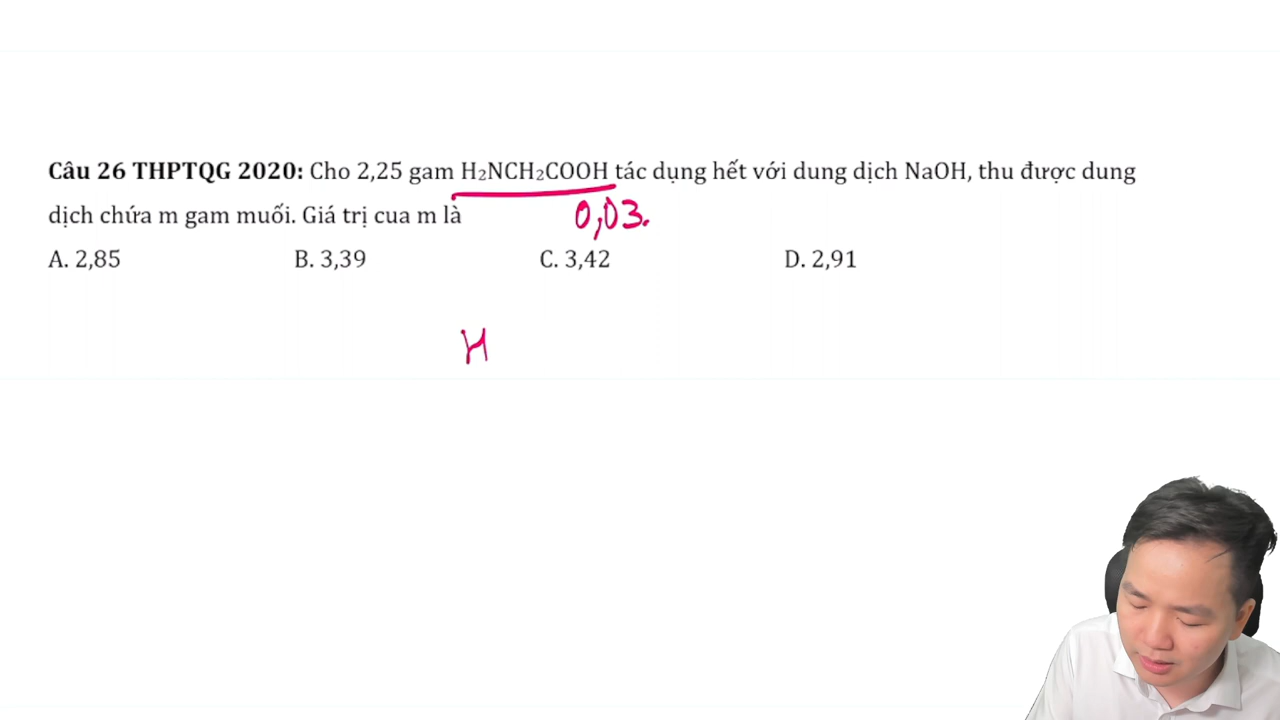 Câu 26 THPTQG 2020: Cho 2,25 gam H₂NCH₂COOH tác dụng hết với dung dịch NaOH, thu được dung
dịch chứa m gam muối. Giá trị cua m là
0,03.
A. 2,85 B. 3,39 C. 3,42 D. 2,91
H